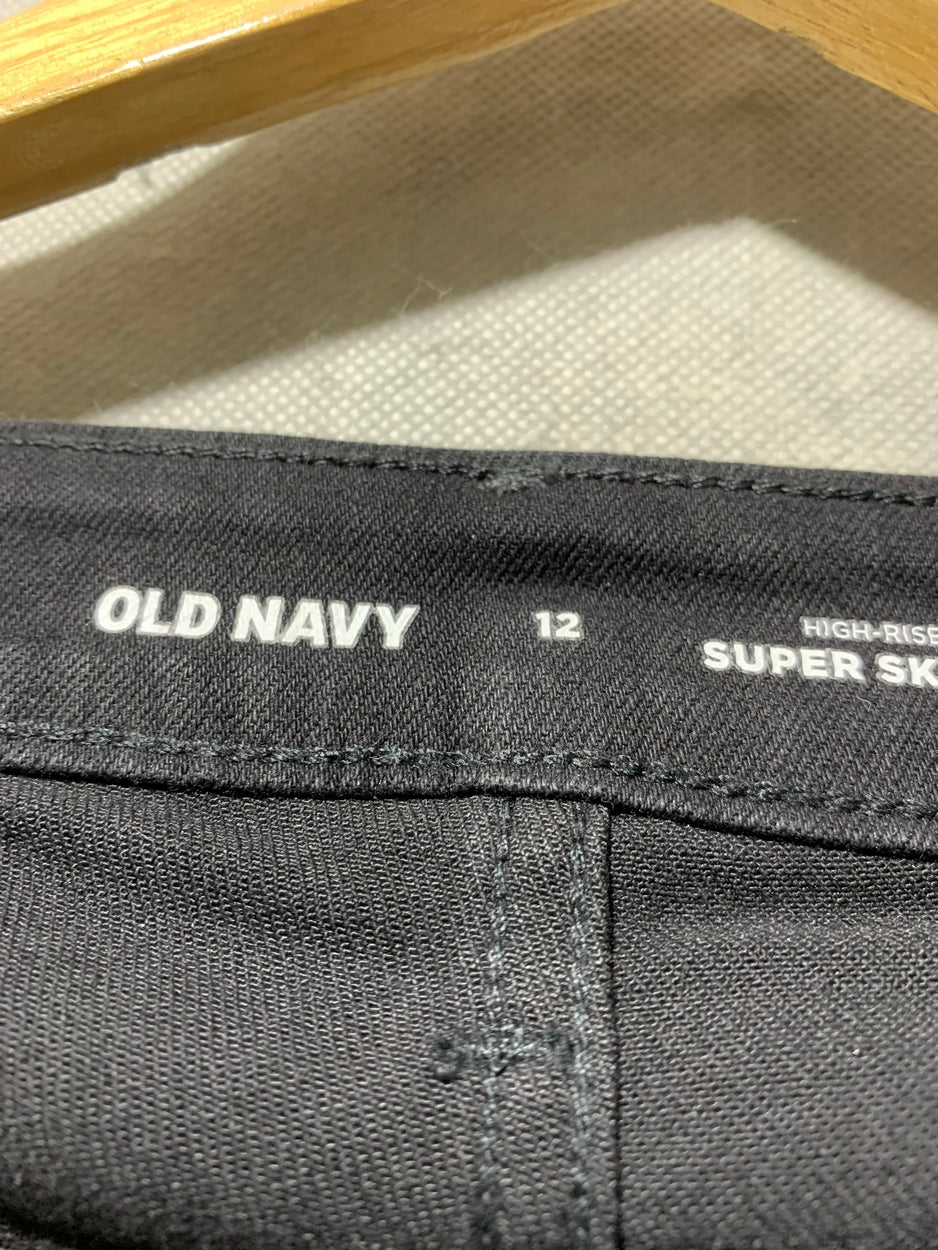 OLD NAVY
12
HIGH-RISE
SUPER SK